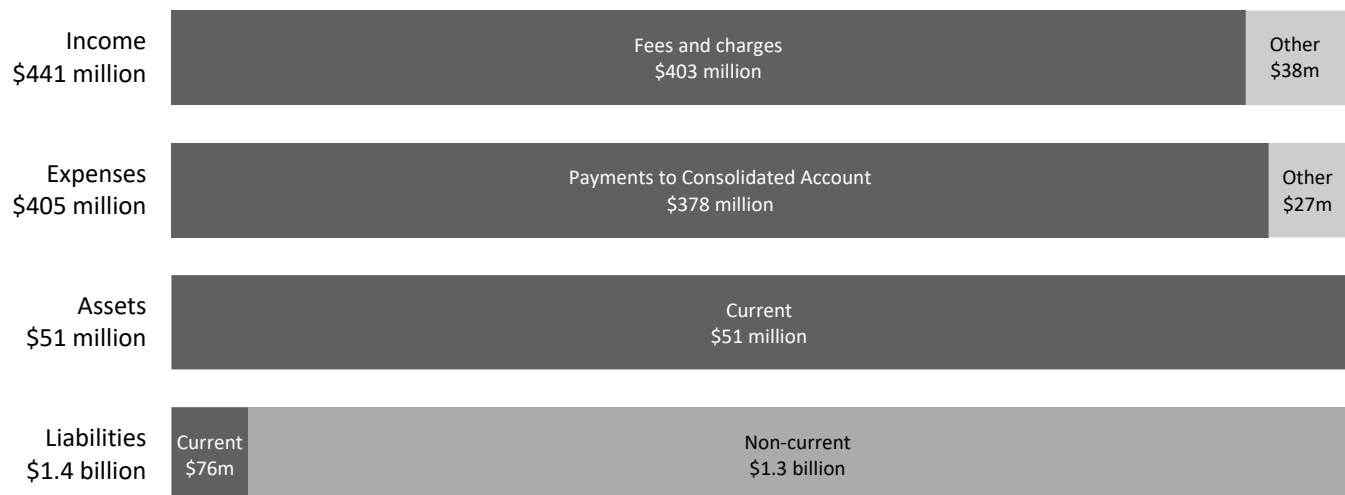 Income
$441 million
Fees and charges
$403 million
Other
$38m
Expenses
$405 million
Payments to Consolidated Account
$378 million
Other
$27m
Assets
$51 million
Current
$51 million
Liabilities
$1.4 billion
Current
$76m
Non-current
$1.3 billion